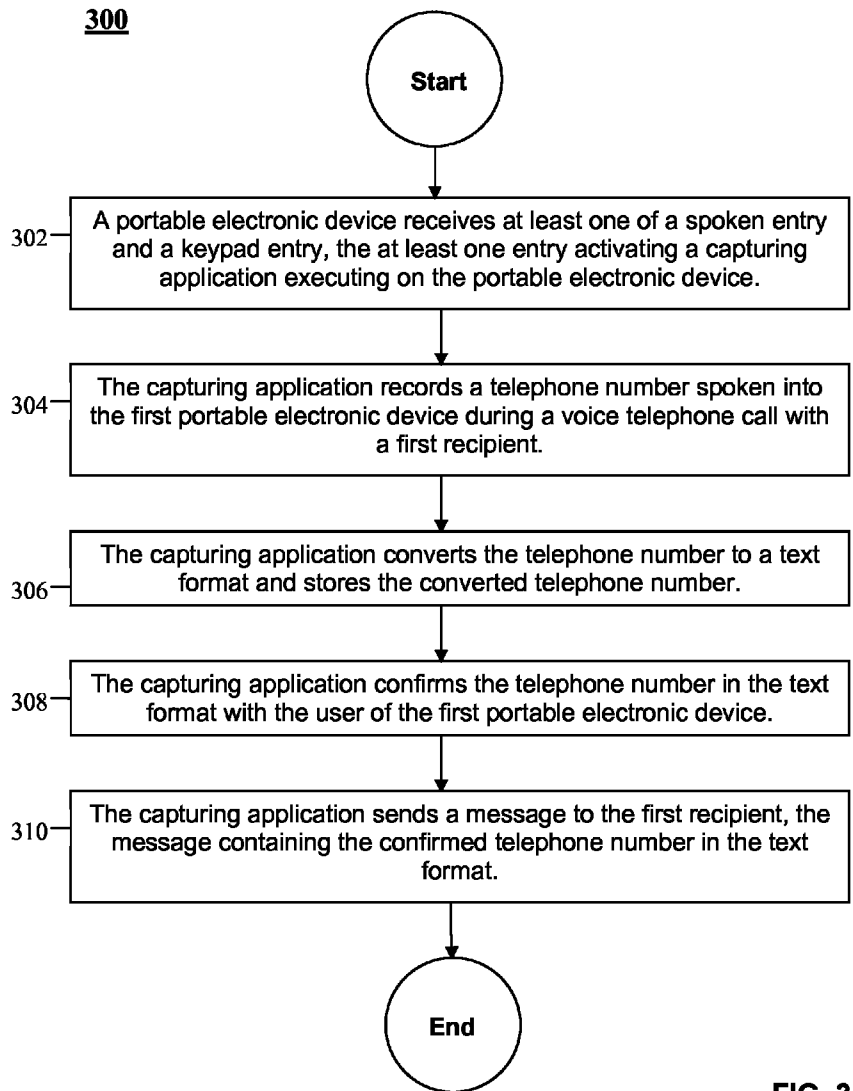 300
Start
302
A portable electronic device receives at least one of a spoken entry
and a keypad entry, the at least one entry activating a capturing
application executing on the portable electronic device.
304
The capturing application records a telephone number spoken into
the first portable electronic device during a voice telephone call with
a first recipient.
306
The capturing application converts the telephone number to a text
format and stores the converted telephone number.
308
The capturing application confirms the telephone number in the text
format with the user of the first portable electronic device.
310
The capturing application sends a message to the first recipient, the
message containing the confirmed telephone number in the text
format.
End
FIG. 3